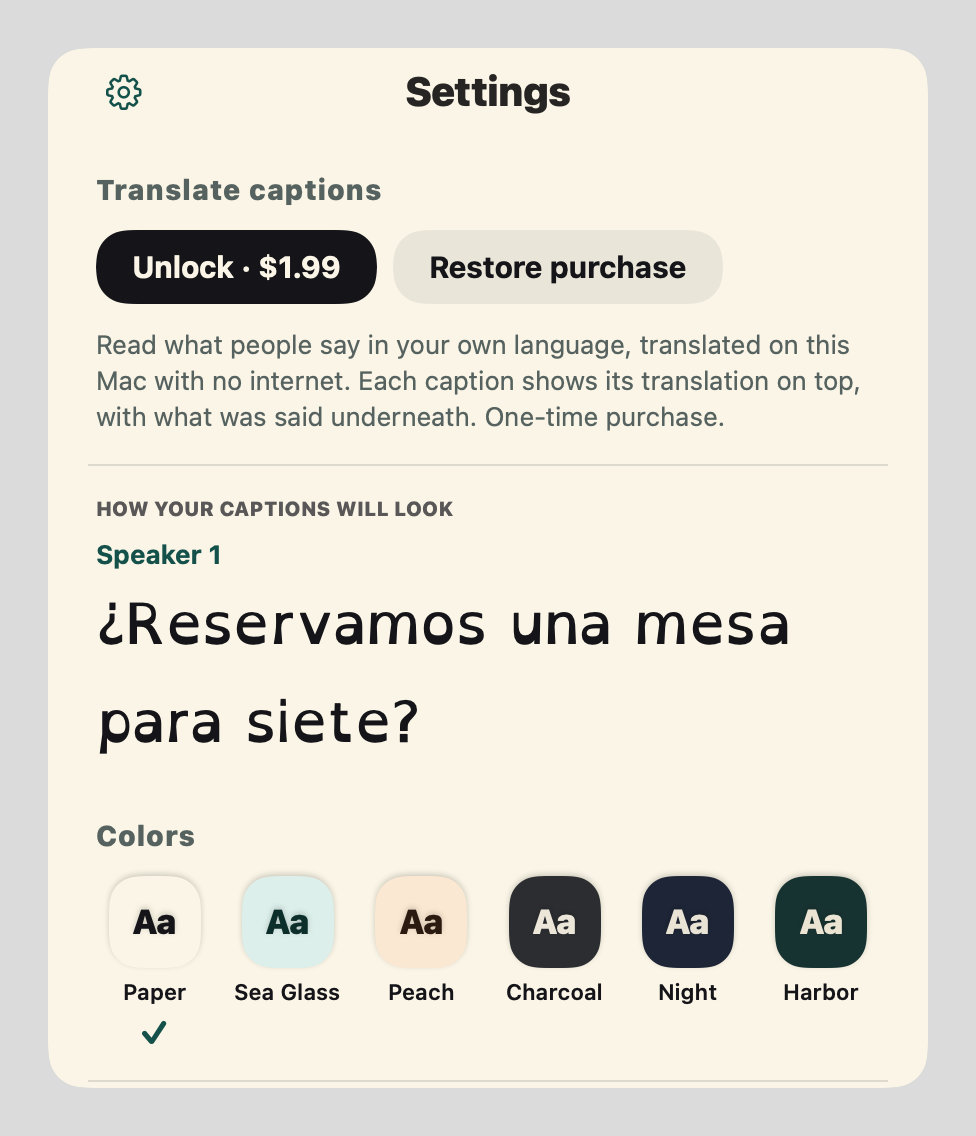 Settings
Translate captions
Unlock · $1.99
Restore purchase
Read what people say in your own language, translated on this
Mac with no internet. Each caption shows its translation on top,
with what was said underneath. One-time purchase.
HOW YOUR CAPTIONS WILL LOOK
Speaker 1
¿Reservamos una mesa
para siete?
Colors
Aa Aa Aa Aa Aa Aa
Paper Sea Glass Peach Charcoal Night Harbor